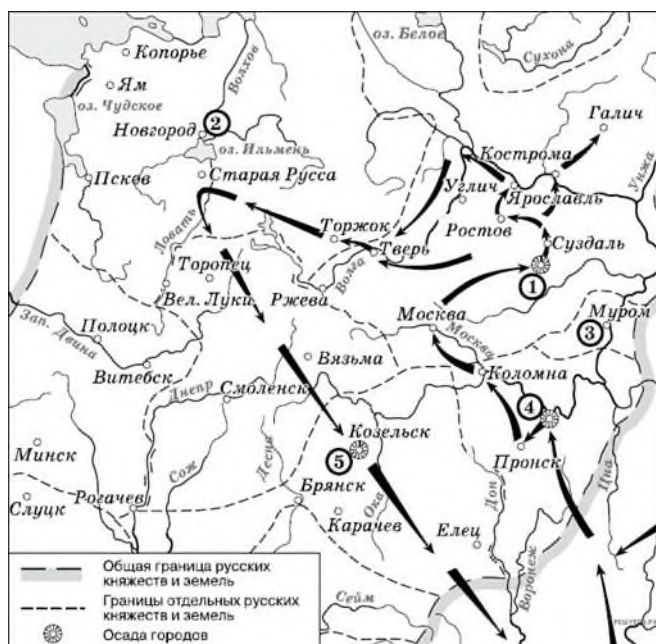 оз. Белое
Сухона
Копорье
Волхов
Ям
оз. Чудское
Галич
Новгород
2
оз. Ильмень
Кострома
Унжа
Псков
Старая Русса
Углич
Ярославль
Ловать
Торжок
Ростов
Суздаль
Тверь
Торопец
Волга
1
Вел. Луки
Ржева
Москва
Муром
Зап. Двина
Полоцк
Москва
3
Вязьма
Витебск
Коломна
Днепр
Смоленск
4
Козельск
Минск
Сож
Десна
5
Пронск
Цна
Рогачев
Брянск
Ока
Дон
Слуцк
Карачев
Елец
Воронеж
Сейм
Общая граница русских
княжеств и земель
Границы отдельных русских
княжеств и земель
Осада городов